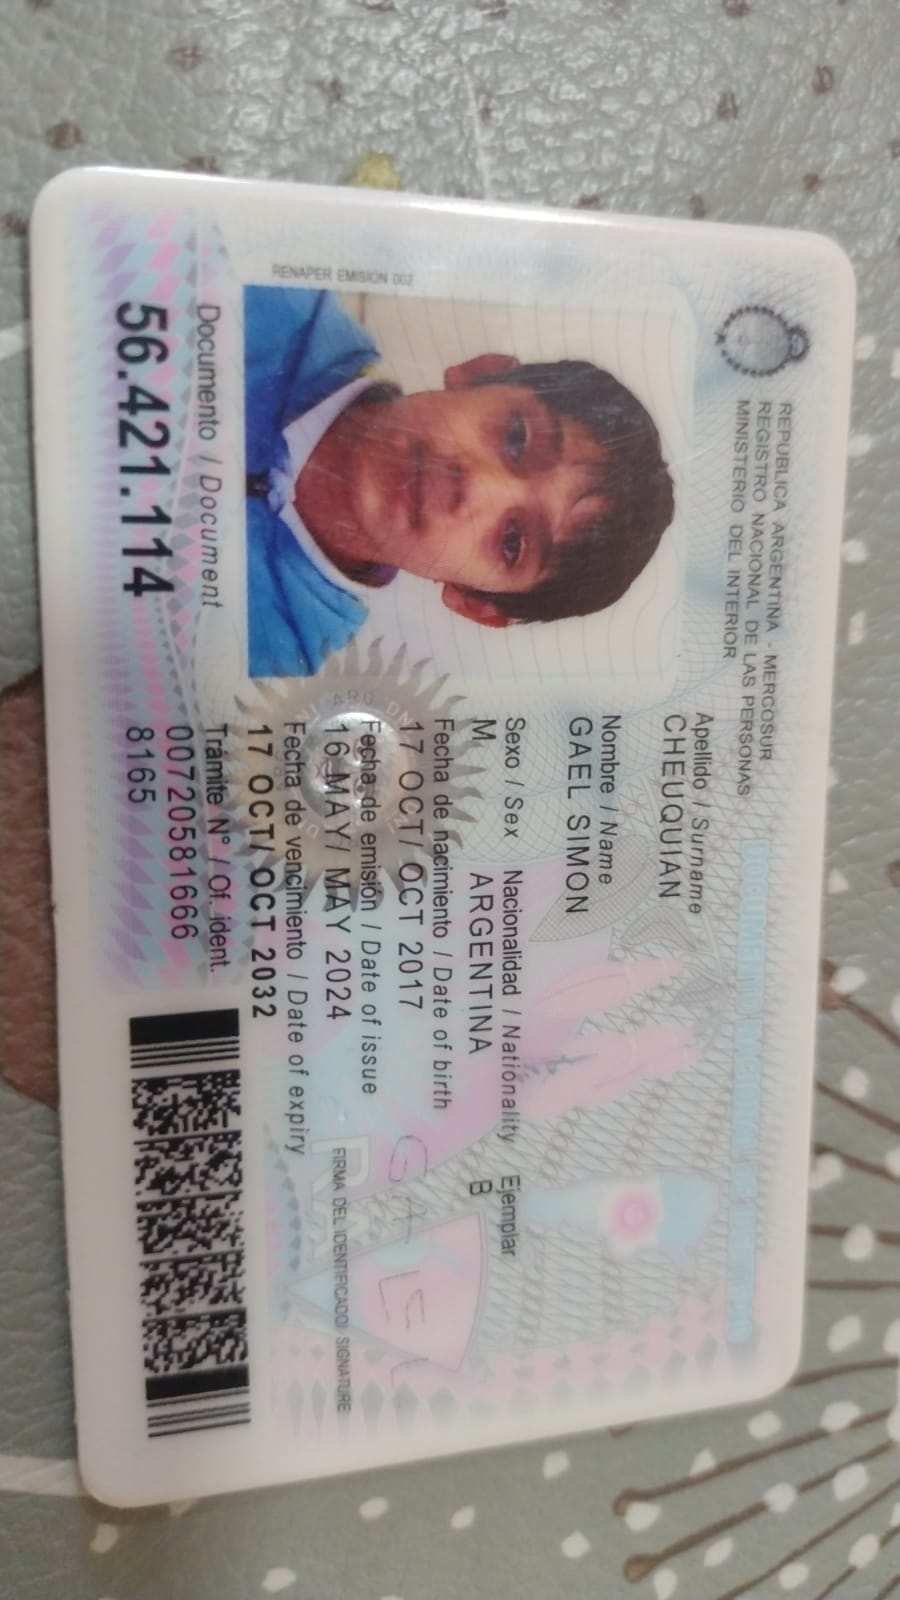 REPUBLICA ARGENTINA - MERCOSUR
REGISTRO NACIONAL DE LAS PERSONAS
MINISTERIO DEL INTERIOR
Apellido / Surname
CHEUQUIAN
Nombre / Name
GAEL SIMON
Sexo / Sex Nacionalidad / Nationality Ejemplar
M ARGENTINA B
Fecha de nacimiento / Date of birth
17 OCT/ OCT 2017
Fecha de emisión / Date of issue
16 MAY/ MAY 2024
Fecha de vencimiento / Date of expiry
17 OCT/ OCT 2032
FIRMA DEL IDENTIFICADO/ SIGNATURE
GAEL
RENAPER EMISION 002
Documento / Document
56.421.114
Trámite N° / Of. ident.
00720581666
8165